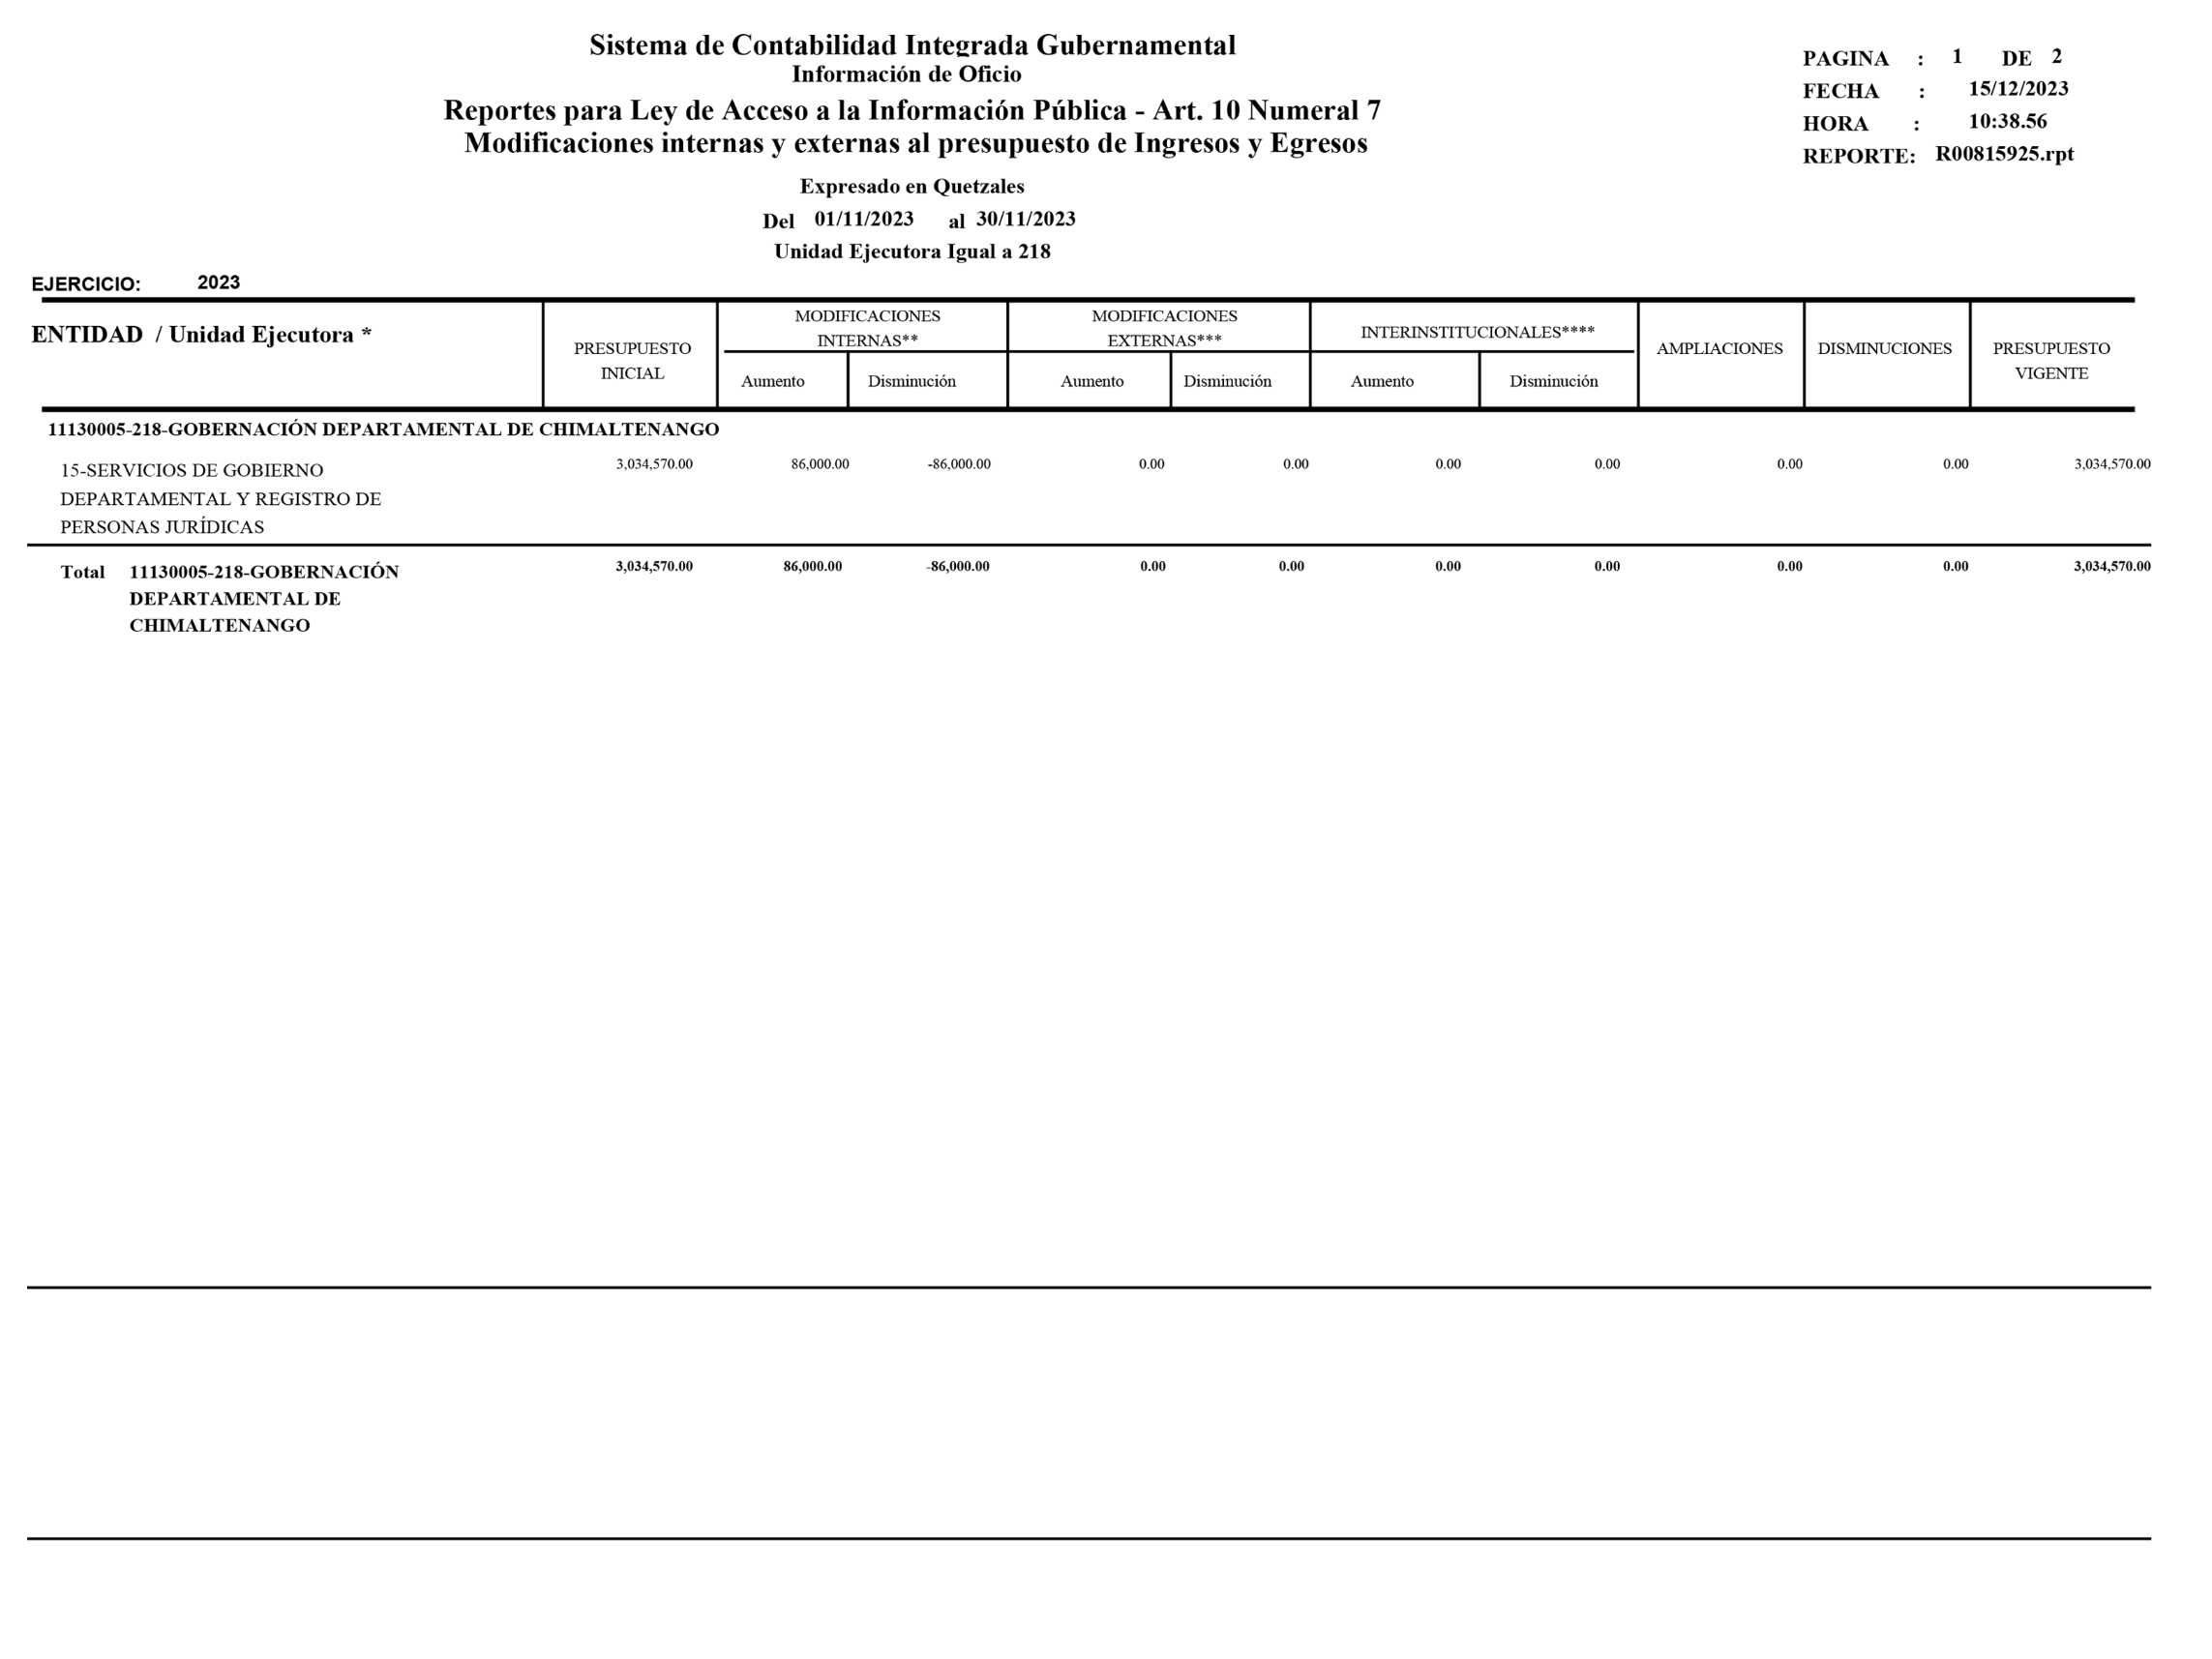 Sistema de Contabilidad Integrada Gubernamental
Información de Oficio
Reportes para Ley de Acceso a la Información Pública - Art. 10 Numeral 7
Modificaciones internas y externas al presupuesto de Ingresos y Egresos
Expresado en Quetzales
Del 01/11/2023 al 30/11/2023
Unidad Ejecutora Igual a 218
PAGINA : 1 DE 2
FECHA : 15/12/2023
HORA : 10:38.56
REPORTE: R00815925.rpt
EJERCICIO: 2023
ENTIDAD / Unidad Ejecutora *
PRESUPUESTO
INICIAL
MODIFICACIONES
INTERNAS**
Aumento Disminución
MODIFICACIONES
EXTERNAS***
Aumento Disminución
INTERINSTITUCIONALES****
Aumento Disminución
AMPLIACIONES
DISMINUCIONES
PRESUPUESTO
VIGENTE
11130005-218-GOBERNACIÓN DEPARTAMENTAL DE CHIMALTENANGO
15-SERVICIOS DE GOBIERNO 3,034,570.00 86,000.00 -86,000.00 0.00 0.00 0.00 0.00 0.00 0.00 3,034,570.00
DEPARTAMENTAL Y REGISTRO DE
PERSONAS JURÍDICAS
Total 11130005-218-GOBERNACIÓN 3,034,570.00 86,000.00 -86,000.00 0.00 0.00 0.00 0.00 0.00 0.00 3,034,570.00
DEPARTAMENTAL DE
CHIMALTENANGO